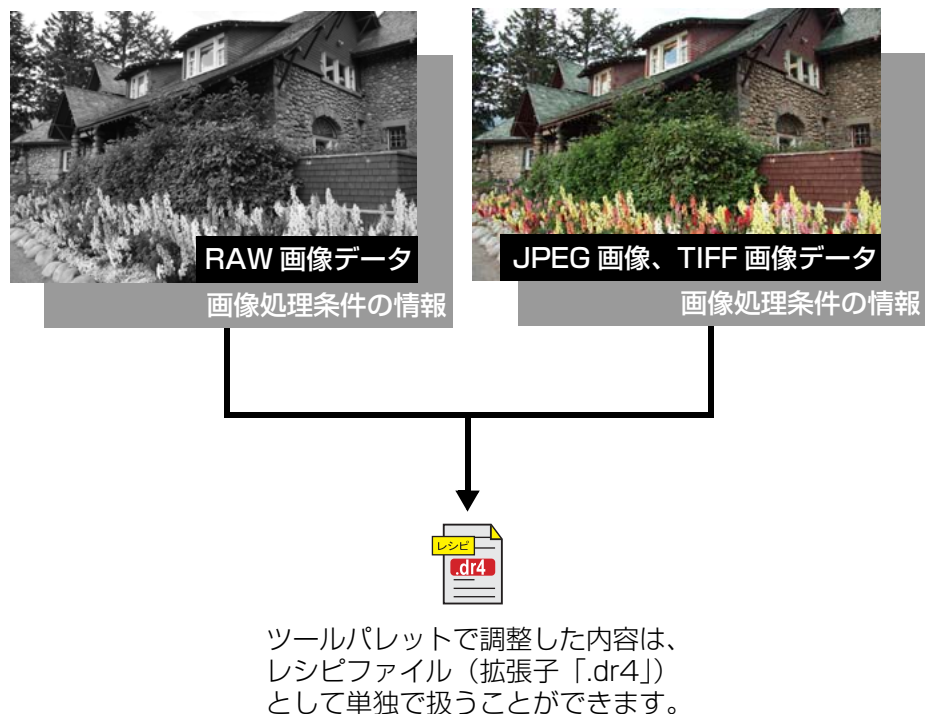 RAW 画像データ
画像処理条件の情報
JPEG 画像、TIFF 画像データ
画像処理条件の情報
レシピ
.dr4
ツールパレットで調整した内容は、
レシピファイル（拡張子「.dr4」）
として単独で扱うことができます。